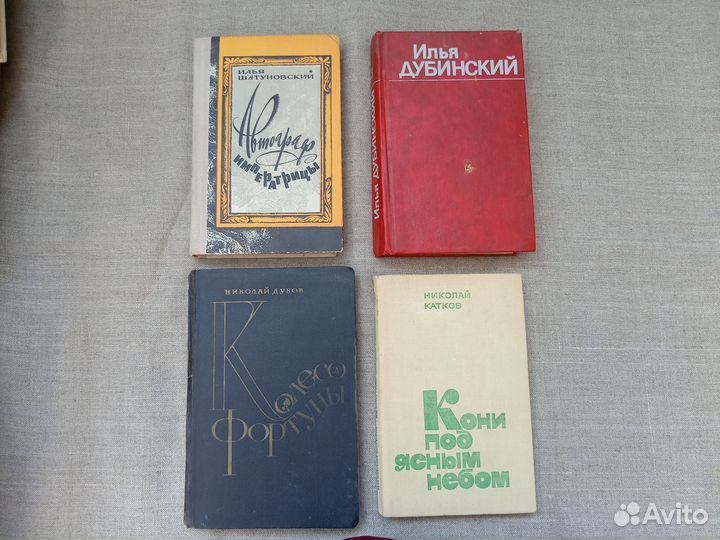 ИЛЬЯ
ШАТУНОВСКИЙ
Автограф
ИМПЕРАТРИЦЫ
Илья
ДУБИНСКИЙ
Илья ДУБИНСКИЙ
НИКОЛАЙ ДУБОВ
Колесо
Фортуны
НИКОЛАЙ
КАТКОВ
Кони
под
ясным
небом
Avito